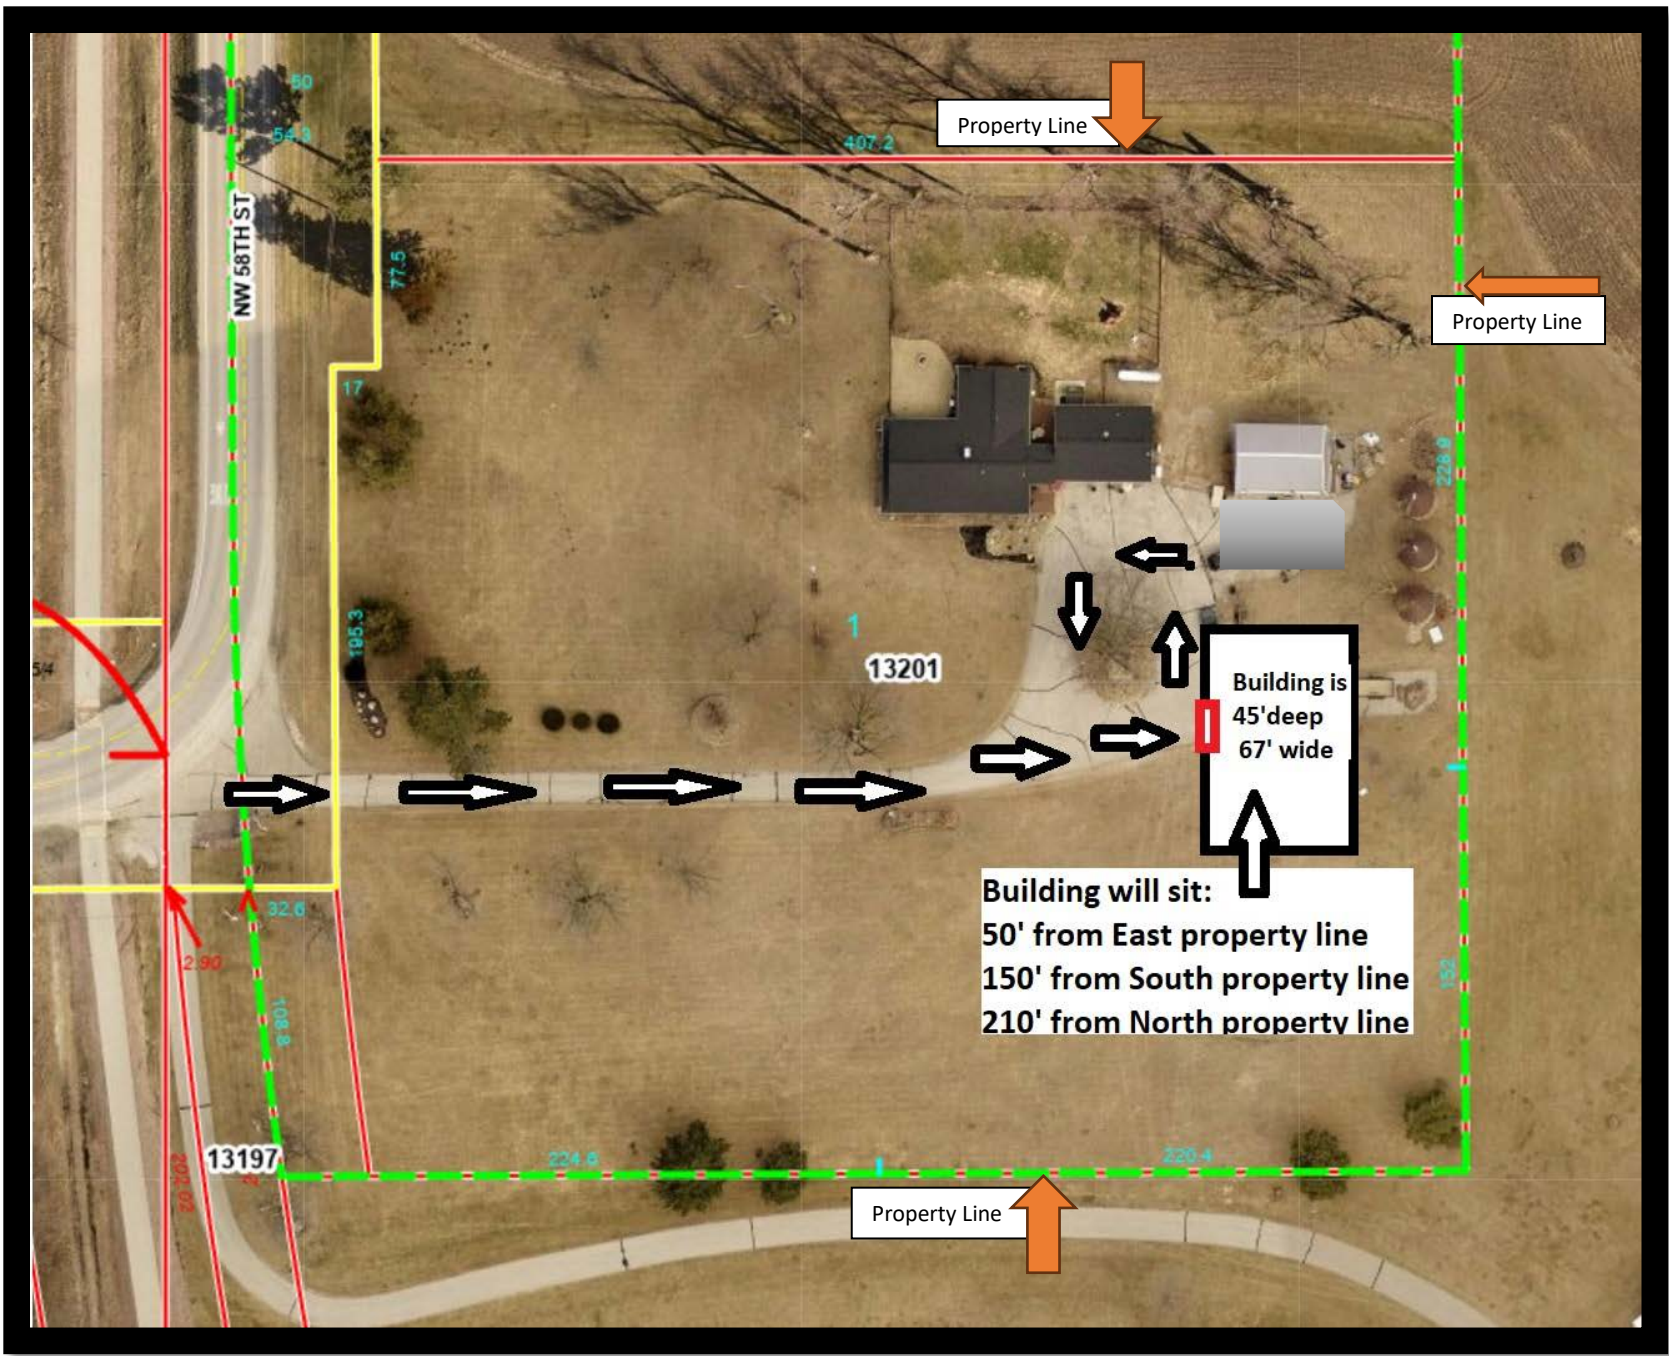 50
54.3
Property Line
407.2
NW 58TH ST
77.5
Property Line
17
228.9
195.3
5/4
1
13201
Building is
45'deep
67' wide
Building will sit:
50' from East property line
150' from South property line
210' from North property line
32.6
2.90
152
108.8
13197
224.6
220.4
202.02
2
Property Line